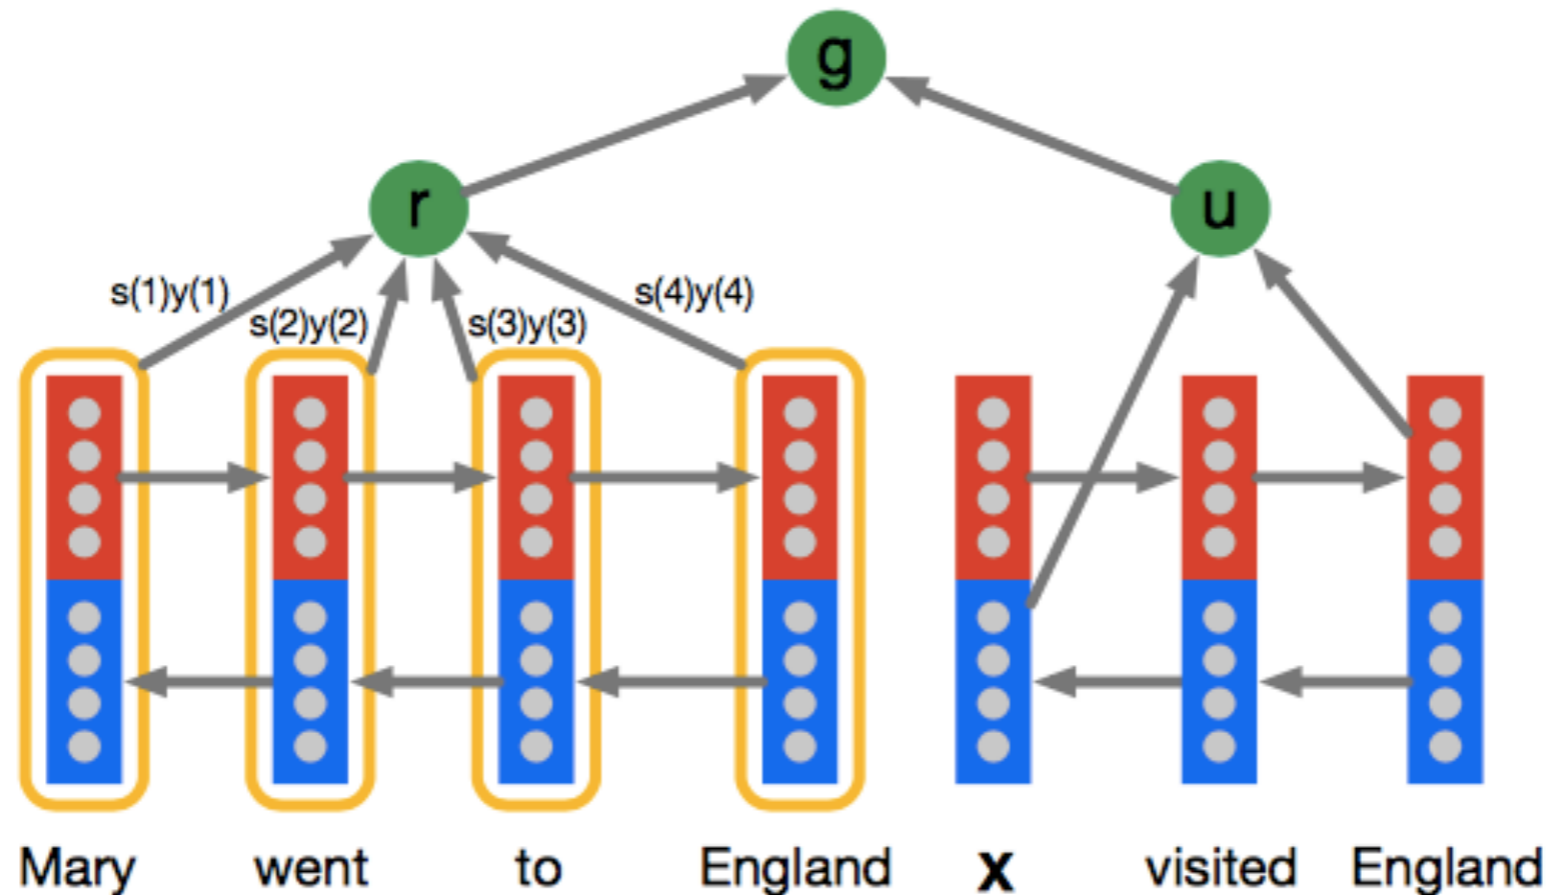 g
r u
s(1)y(1) s(4)y(4)
s(2)y(2) s(3)y(3)
Mary went to England x visited England